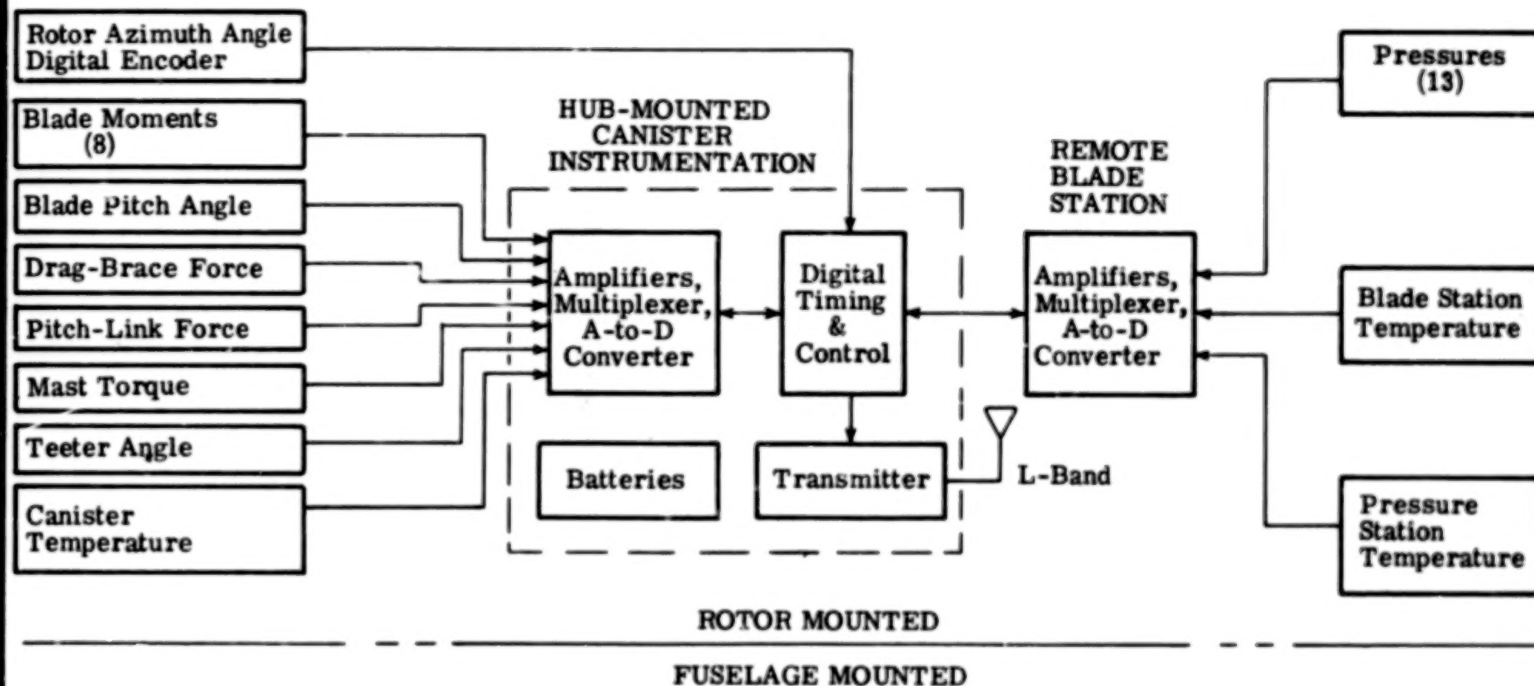 Rotor Azimuth Angle
Digital Encoder
Blade Moments
(8)
Blade Pitch Angle
Drag-Brace Force
Pitch-Link Force
Mast Torque
Teeter Angle
Canister
Temperature
HUB-MOUNTED
CANISTER
INSTRUMENTATION
Amplifiers,
Multiplexer,
A-to-D
Converter
Digital
Timing
&
Control
Batteries
Transmitter
L-Band
REMOTE
BLADE
STATION
Amplifiers,
Multiplexer,
A-to-D
Converter
Pressures
(13)
Blade Station
Temperature
Pressure
Station
Temperature
ROTOR MOUNTED
FUSELAGE MOUNTED